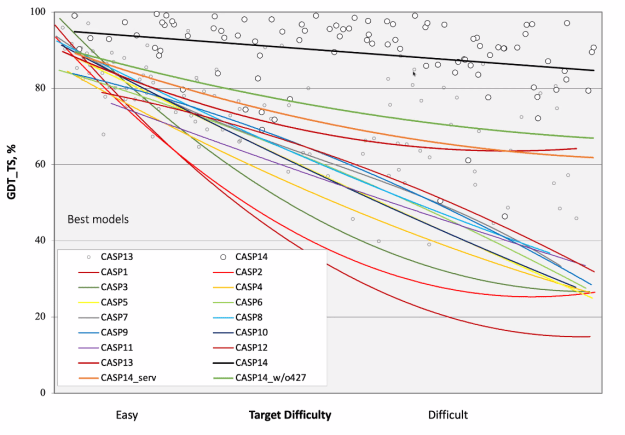 100
80
60
40
20
0
GDT_TS, %
Best models
CASP13 CASP14
CASP1 CASP2
CASP3 CASP4
CASP5 CASP6
CASP7 CASP8
CASP9 CASP10
CASP11 CASP12
CASP13 CASP14
CASP14_serv CASP14_w/o427
Easy Target Difficulty Difficult